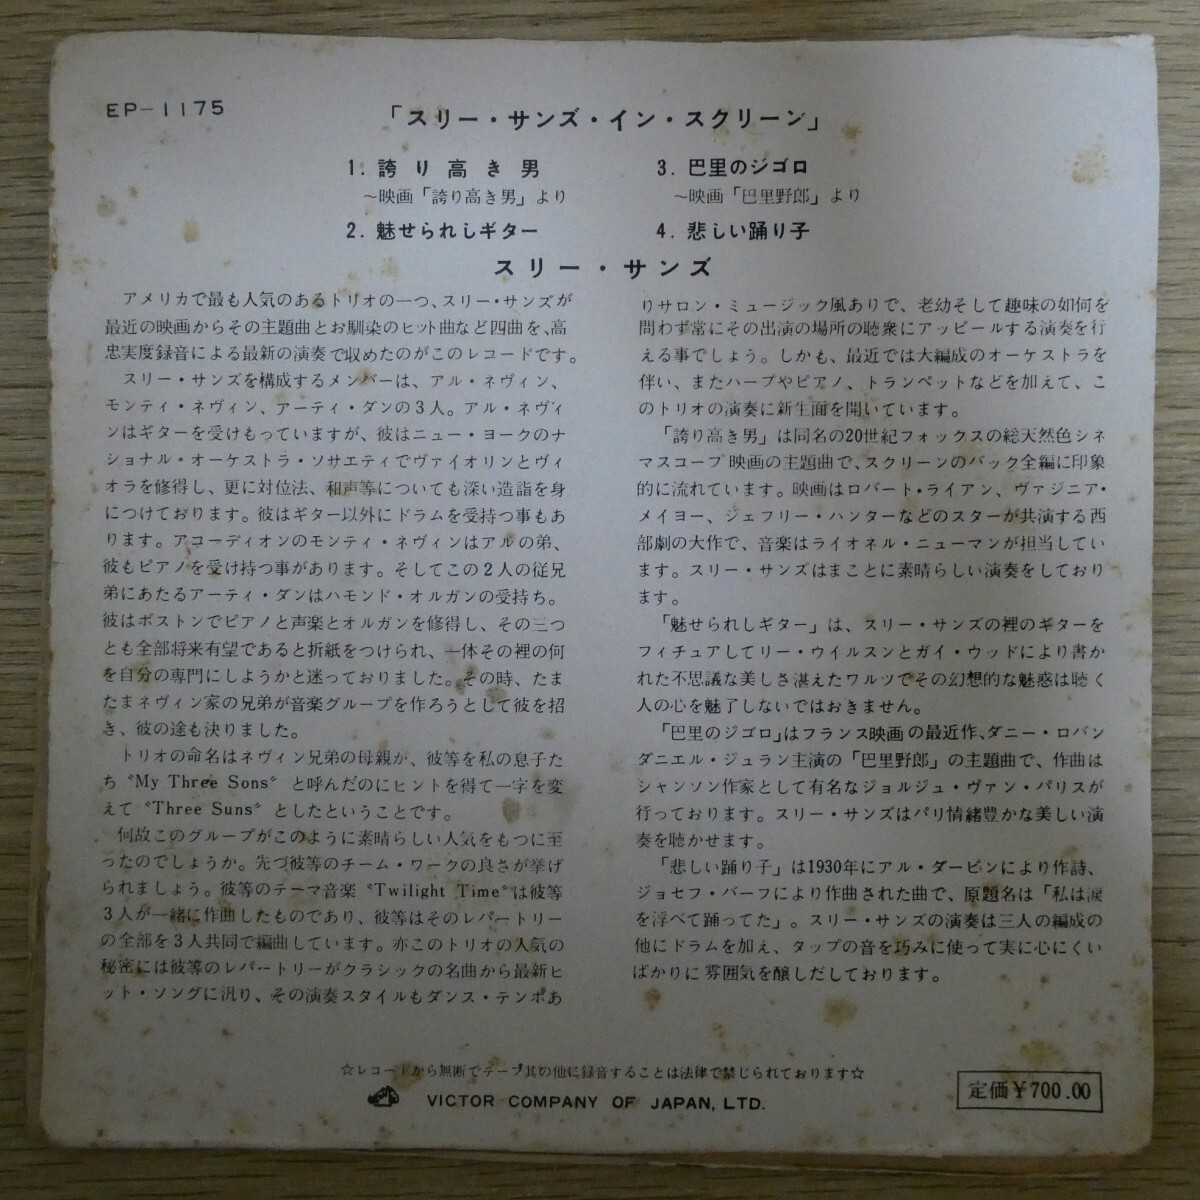 EP-1175
「スリー・サンズ・イン・スクリーン」
1. 誇り高き男
～映画「誇り高き男」より
2. 魅せられしギター
3. 巴里のジゴロ
～映画「巴里野郎」より
4. 悲しい踊り子
スリー・サンズ
アメリカで最も人気のあるトリオの一つ、スリー・サンズが
最近の映画からその主題曲とお馴染のヒット曲など四曲を、高
忠実度録音による最新の演奏で収めたのがこのレコードです。
スリー・サンズを構成するメンバーは、アル・ネヴィン、
モンティ・ネヴィン、アーティ・ダンの3人。アル・ネヴィ
ンはギターを受けもっていますが、彼はニュー・ヨークのナ
ショナル・オーケストラ・ソサエティでヴァイオリンとヴィ
オラを修得し、更に対位法、和声等についても深い造詣を身
につけております。彼はギター以外にドラムを受持つ事もあ
ります。アコーディオンのモンティ・ネヴィンはアルの弟、
彼もピアノを受け持つ事があります。そしてこの2人の従兄
弟にあたるアーティ・ダンはハモンド・オルガンの受持ち。
彼はボストンでピアノと声楽とオルガンを修得し、その三つ
とも全部将来有望であると折紙をつけられ、一体その裡の何
を自分の専門にしようかと迷っておりました。その時、たま
たまネヴィン家の兄弟が音楽グループを作ろうとして彼を招
き、彼の途も決りました。
トリオの命名はネヴィン兄弟の母親が、彼等を私の息子た
ち“My Three Sons”と呼んだのにヒントを得て一字を変
えて“Three Suns”としたということです。
何故このグループがこのように素晴らしい人気をもつに至
ったのでしょうか。先づ彼等のチーム・ワークの良さが挙げ
られましょう。彼等のテーマ音楽“Twilight Time”は彼等
3人が一緒に作曲したものであり、彼等はそのレパートリー
の全部を3人共同で編曲しています。亦このトリオの人気の
秘密には彼等のレパートリーがクラシックの名曲から最新ヒ
ット・ソングに汎り、その演奏スタイルもダンス・テンポあ
りサロン・ミュージック風ありで、老幼そして趣味の如何を
問わず常にその出演の場所の聴衆にアッピールする演奏を行
える事でしょう。しかも、最近では大編成のオーケストラを
伴い、またハープやピアノ、トランペットなどを加えて、こ
のトリオの演奏に新生面を開いています。
「誇り高き男」は同名の20世紀フォックスの総天然色シネ
マスコープ映画の主題曲で、スクリーンのバック全編に印象
的に流れています。映画はロバート・ライアン、ヴァジニア・
メイヨー、ジェフリー・ハンターなどのスターが共演する西
部劇の大作で、音楽はライオネル・ニューマンが担当してい
ます。スリー・サンズはまことに素晴らしい演奏をしており
ます。
「魅せられしギター」は、スリー・サンズの裡のギターを
フィチュアしてリー・ウイルスンとガイ・ウッドにより書か
れた不思議な美しさ湛えたワルツでその幻想的な魅惑は聴く
人の心を魅了しないではおきません。
「巴里のジゴロ」はフランス映画の最近作、ダニー・ロバン
ダニエル・ジュラン主演の「巴里野郎」の主題曲で、作曲は
シャンソン作家として有名なジョルジュ・ヴァン・パリスが
行っております。スリー・サンズはパリ情緒豊かな美しい演
奏を聴かせます。
「悲しい踊り子」は1930年にアル・ダービンにより作詩、
ジョセフ・バーフにより作曲された曲で、原題名は「私は涙
を浮べて踊ってた」。スリー・サンズの演奏は三人の編成の
他にドラムを加え、タップの音を巧みに使って実に心にくい
ばかりに雰囲気を醸しだしております。
☆レコードから無断でテープ其の他に録音することは法律で禁じられております☆
VICTOR COMPANY OF JAPAN, LTD.
定価￥700.00